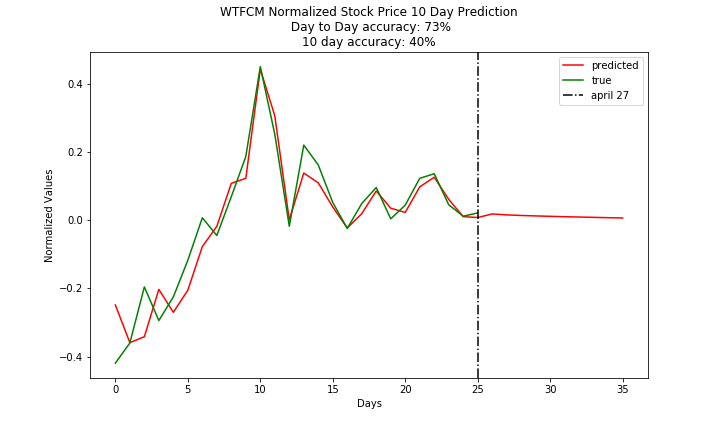 WTFCM Normalized Stock Price 10 Day Prediction
Day to Day accuracy: 73%
10 day accuracy: 40%
predicted
true
april 27
0.4
0.2
0.0
−0.2
−0.4
Normalized Values
0 5 10 15 20 25 30 35
Days